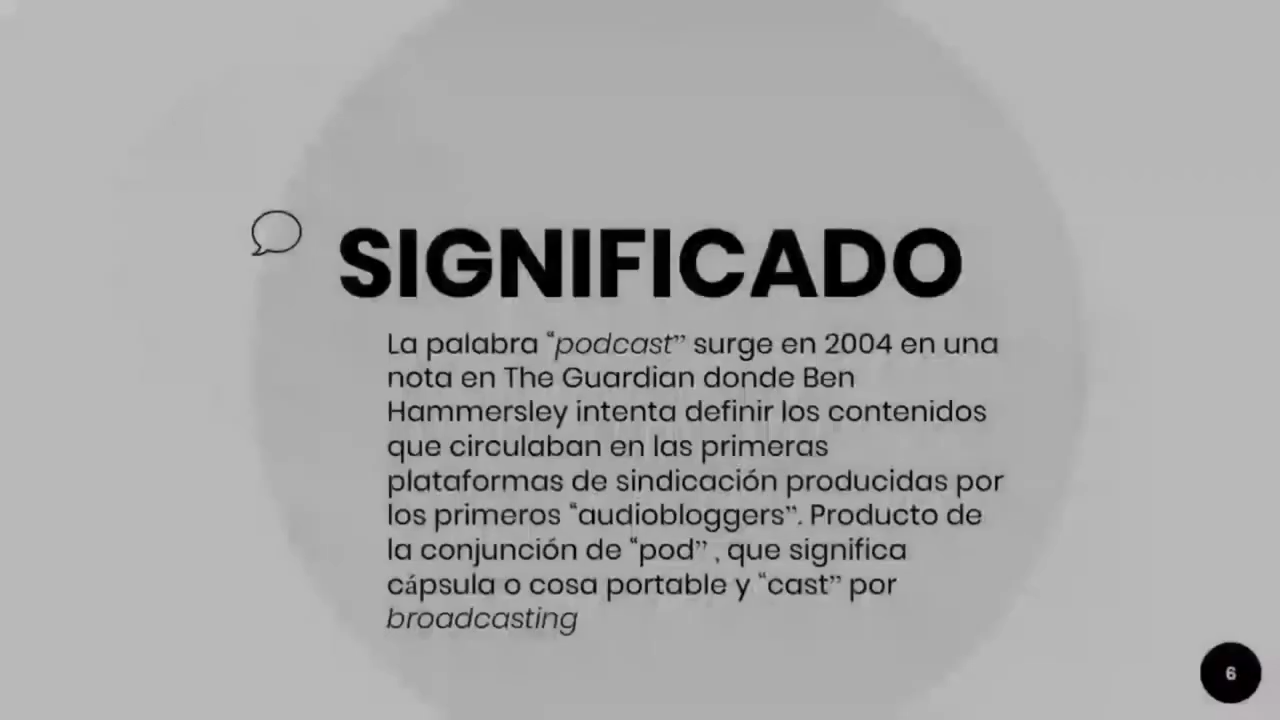 SIGNIFICADO
La palabra “podcast” surge en 2004 en una
nota en The Guardian donde Ben
Hammersley intenta definir los contenidos
que circulaban en las primeras
plataformas de sindicación producidas por
los primeros “audiobloggers”. Producto de
la conjunción de “pod” , que significa
cápsula o cosa portable y “cast” por
broadcasting
6